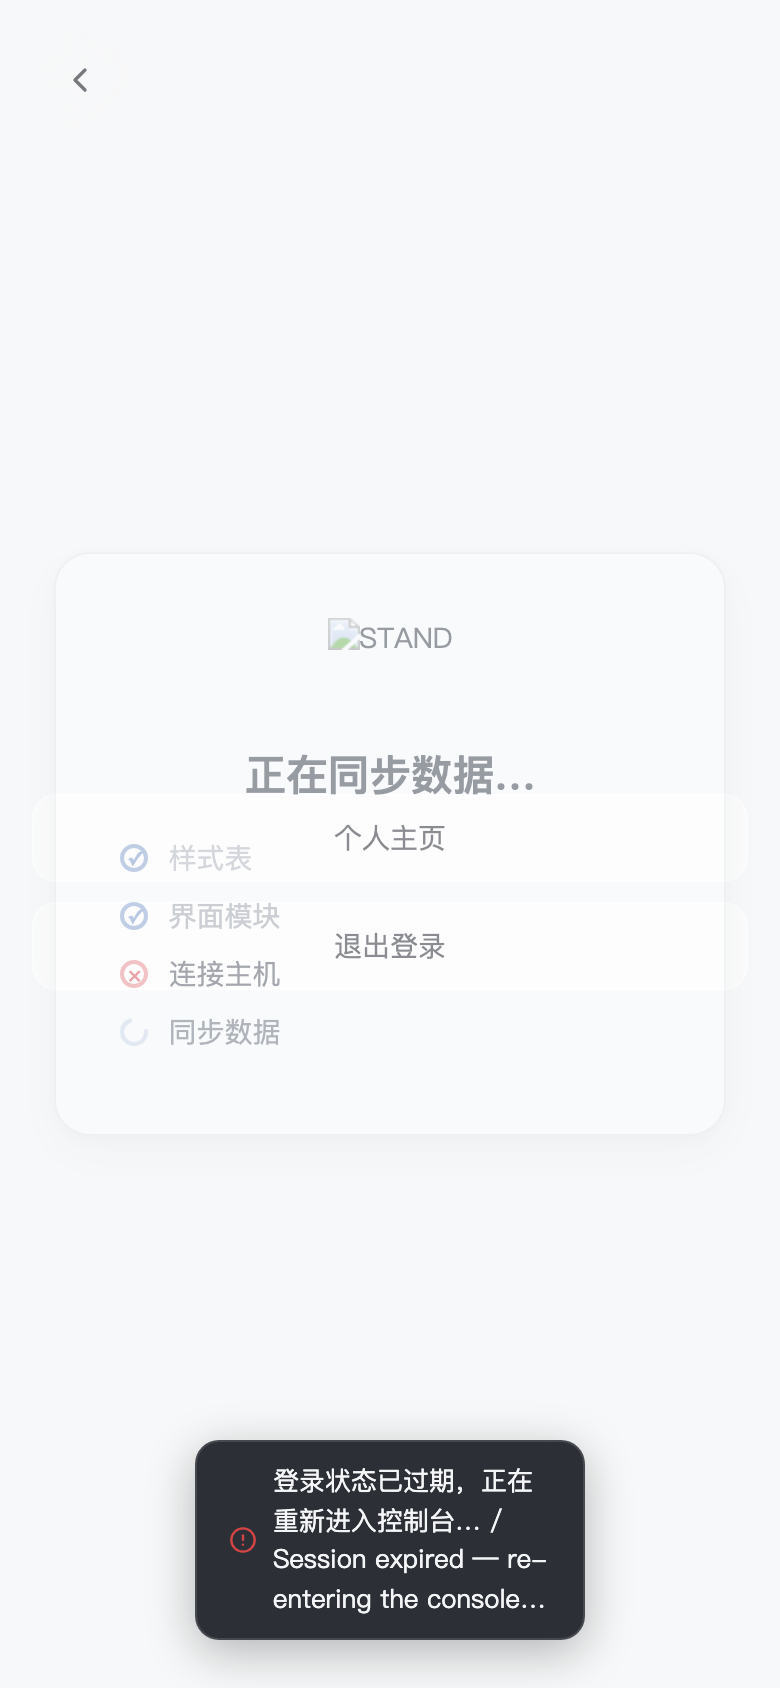 STAND
正在同步数据...
个人主页
样式表
界面模块
退出登录
连接主机
同步数据
登录状态已过期，正在
重新进入控制台... /
Session expired — re-
entering the console...